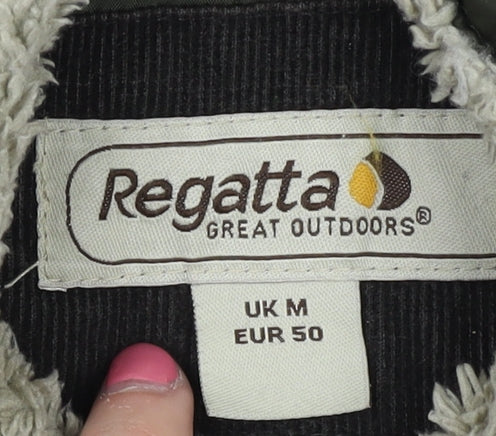 Regatta
GREAT OUTDOORS®
UK M
EUR 50